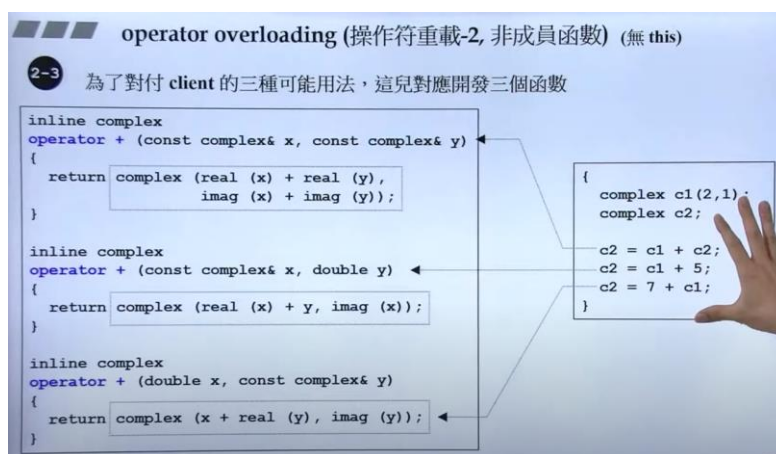 operator overloading (操作符重載-2, 非成員函數) (無 this)
2-3
為了對付 client 的三種可能用法，這兒對應開發三個函數
inline complex
operator + (const complex& x, const complex& y)
{
return complex (real (x) + real (y),
imag (x) + imag (y));
}
inline complex
operator + (const complex& x, double y)
{
return complex (real (x) + y, imag (x));
}
inline complex
operator + (double x, const complex& y)
{
return complex (x + real (y), imag (y));
}
{
complex c1(2,1);
complex c2;
c2 = c1 + c2;
c2 = c1 + 5;
c2 = 7 + c1;
}